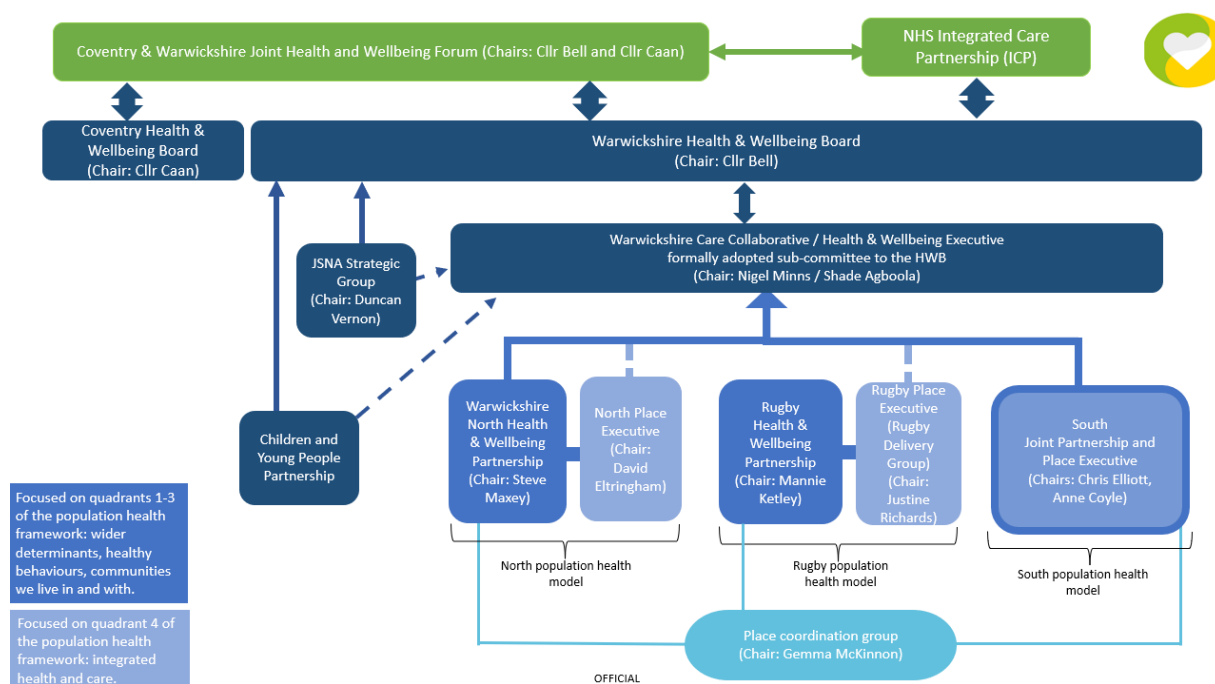 Coventry & Warwickshire Joint Health and Wellbeing Forum (Chairs: Cllr Bell and Cllr Caan)
NHS Integrated Care
Partnership (ICP)
Coventry Health &
Wellbeing Board
(Chair: Cllr Caan)
Warwickshire Health & Wellbeing Board
(Chair: Cllr Bell)
JSNA Strategic
Group
(Chair: Duncan
Vernon)
Warwickshire Care Collaborative / Health & Wellbeing Executive
formally adopted sub-committee to the HWB
(Chair: Nigel Minns / Shade Agboola)
Children and
Young People
Partnership
Warwickshire
North Health
& Wellbeing
Partnership
(Chair: Steve
Maxey)
North Place
Executive
(Chair:
David
Eltringham)
Rugby
Health &
Wellbeing
Partnership
(Chair: Mannie
Ketley)
Rugby Place
Executive
(Rugby
Delivery
Group)
(Chair:
Justine
Richards)
South
Joint Partnership and
Place Executive
(Chairs: Chris Elliott,
Anne Coyle)
North population health
model
Rugby population
health model
South population health
model
Focused on quadrants 1-3
of the population health
framework: wider
determinants, healthy
behaviours, communities
we live in and with.
Focused on quadrant 4 of
the population health
framework: integrated
health and care.
Place coordination group
(Chair: Gemma McKinnon)
OFFICIAL